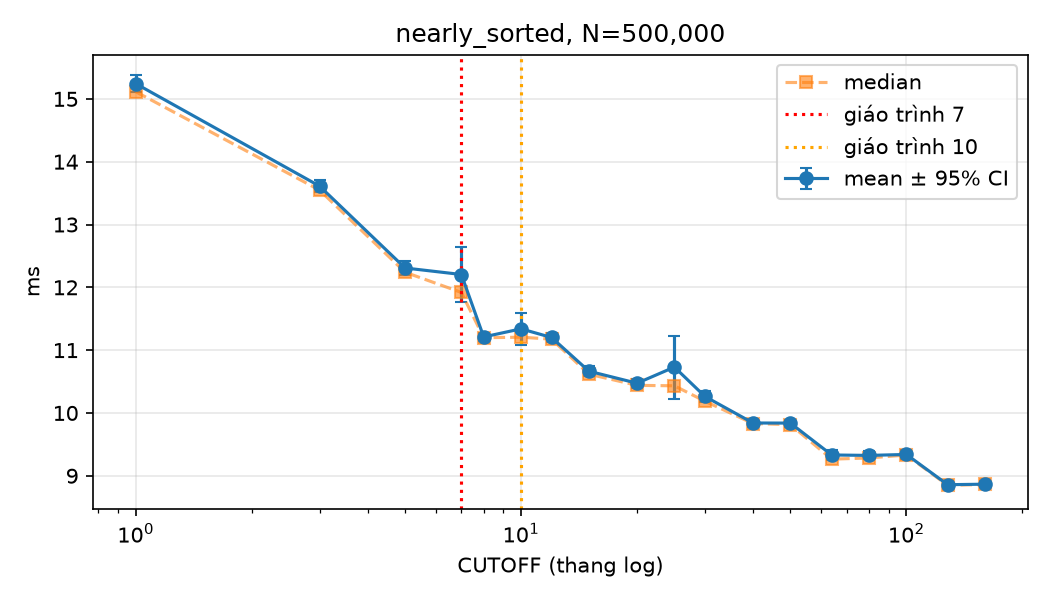 nearly_sorted, N=500,000
median
giáo trình 7
giáo trình 10
mean ± 95% CI
ms
15
14
13
12
11
10
9
10⁰
10¹
10²
CUTOFF (thang log)